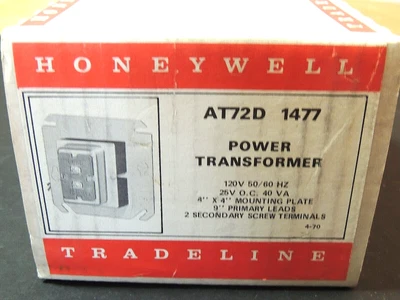 HONEYWELL
AT72D 1477
POWER
TRANSFORMER
120V 50/60 HZ
25V O.C. 40 VA
4" X 4" MOUNTING PLATE
9" PRIMARY LEADS
2 SECONDARY SCREW TERMINALS
4-70
TRADELINE